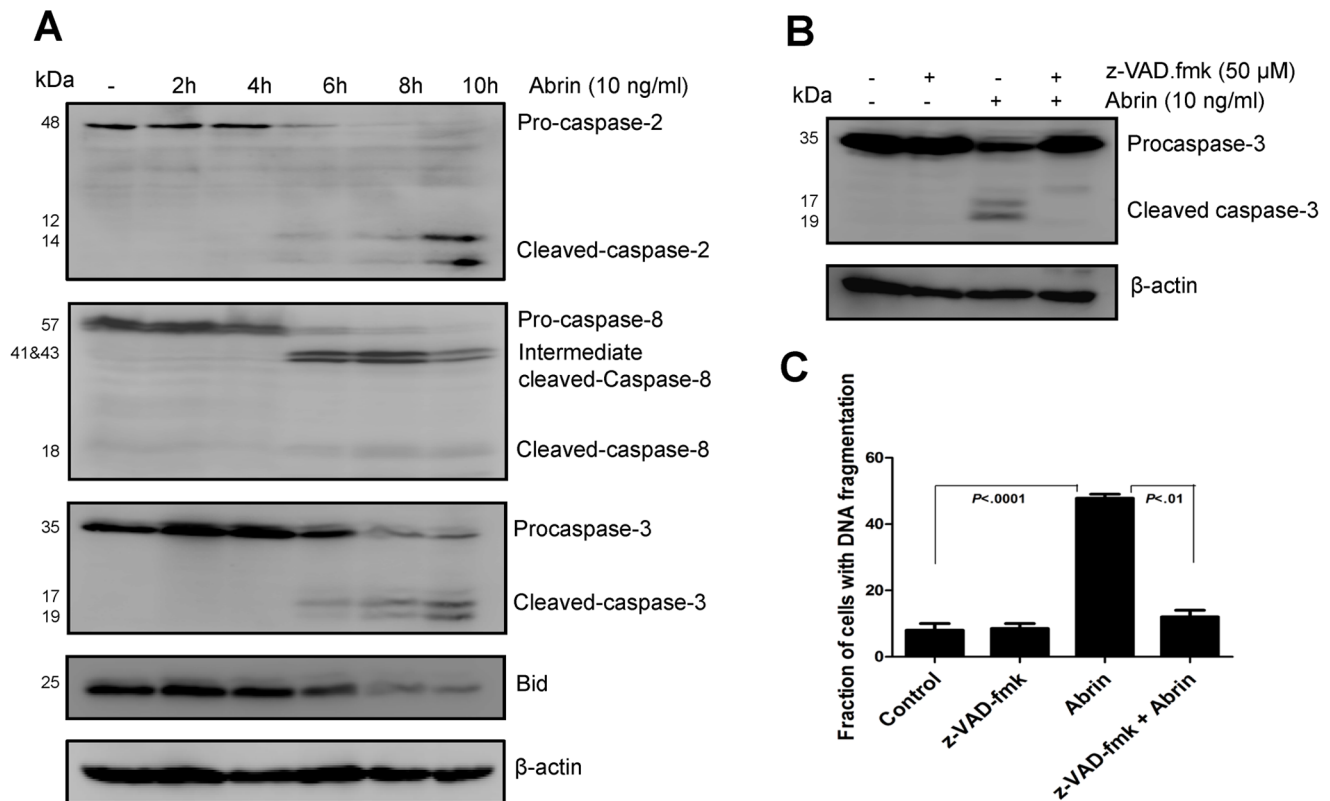 A
kDa - 2h 4h 6h 8h 10h Abrin (10 ng/ml)
48 Pro-caspase-2
12
14 Cleaved-caspase-2
57 Pro-caspase-8
41&43 Intermediate
cleaved-Caspase-8
18 Cleaved-caspase-8
35 Procaspase-3
17
19 Cleaved-caspase-3
25 Bid
β-actin
B
- + - + z-VAD.fmk (50 µM)
kDa - - + + Abrin (10 ng/ml)
35 Procaspase-3
17
19 Cleaved caspase-3
β-actin
C
Fraction of cells with DNA fragmentation
60
40
20
0
P<.0001 P<.01
Control z-VAD-fmk Abrin z-VAD-fmk + Abrin